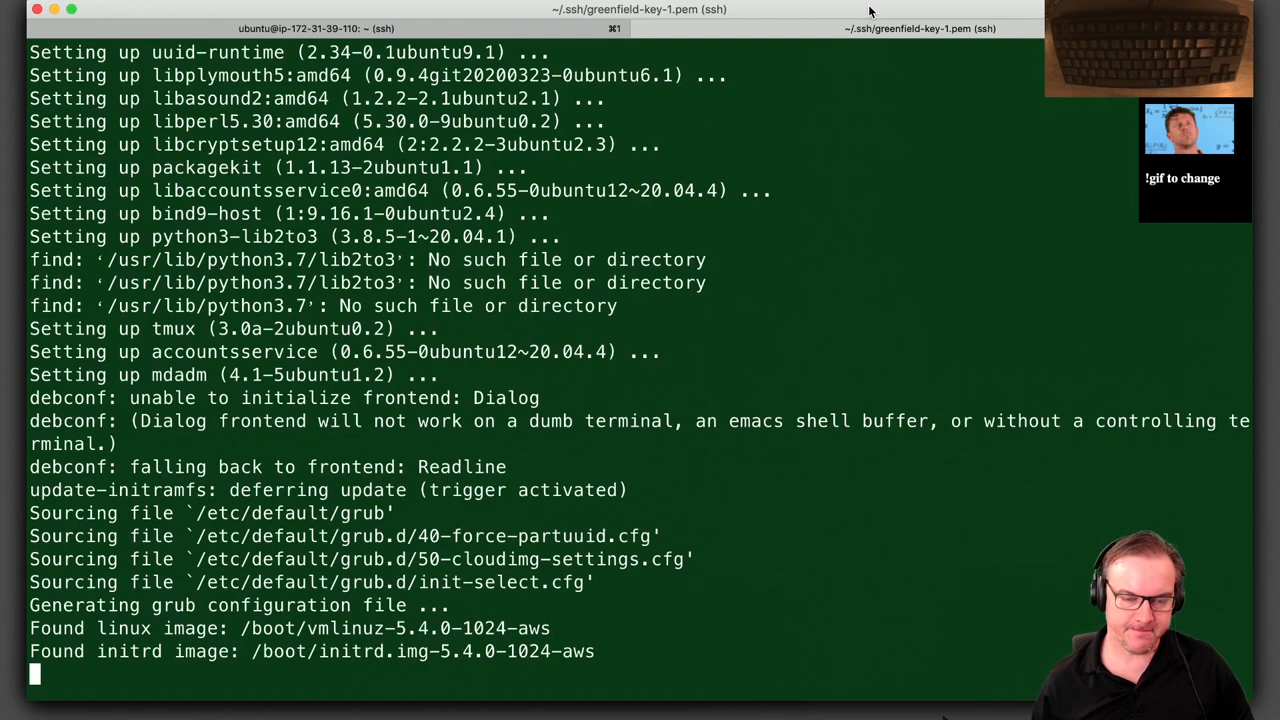 ~/.ssh/greenfield-key-1.pem (ssh)
ubuntu@ip-172-31-39-110: ~ (ssh)
⌘1
~/.ssh/greenfield-key-1.pem (ssh)
Setting up uuid-runtime (2.34-0.1ubuntu9.1) ...
Setting up libplymouth5:amd64 (0.9.4git20200323-0ubuntu6.1) ...
Setting up libasound2:amd64 (1.2.2-2.1ubuntu2.1) ...
Setting up libperl5.30:amd64 (5.30.0-9ubuntu0.2) ...
Setting up libcryptsetup12:amd64 (2:2.2.2-3ubuntu2.3) ...
Setting up packagekit (1.1.13-2ubuntu1.1) ...
Setting up libaccountsservice0:amd64 (0.6.55-0ubuntu12~20.04.4) ...
Setting up bind9-host (1:9.16.1-0ubuntu2.4) ...
Setting up python3-lib2to3 (3.8.5-1~20.04.1) ...
find: ‘/usr/lib/python3.7/lib2to3’: No such file or directory
find: ‘/usr/lib/python3.7/lib2to3’: No such file or directory
find: ‘/usr/lib/python3.7’: No such file or directory
Setting up tmux (3.0a-2ubuntu0.2) ...
Setting up accountsservice (0.6.55-0ubuntu12~20.04.4) ...
Setting up mdadm (4.1-5ubuntu1.2) ...
debconf: unable to initialize frontend: Dialog
debconf: (Dialog frontend will not work on a dumb terminal, an emacs shell buffer, or without a controlling te
rminal.)
debconf: falling back to frontend: Readline
update-initramfs: deferring update (trigger activated)
Sourcing file `/etc/default/grub'
Sourcing file `/etc/default/grub.d/40-force-partuuid.cfg'
Sourcing file `/etc/default/grub.d/50-cloudimg-settings.cfg'
Sourcing file `/etc/default/grub.d/init-select.cfg'
Generating grub configuration file ...
Found linux image: /boot/vmlinuz-5.4.0-1024-aws
Found initrd image: /boot/initrd.img-5.4.0-1024-aws
!gif to change